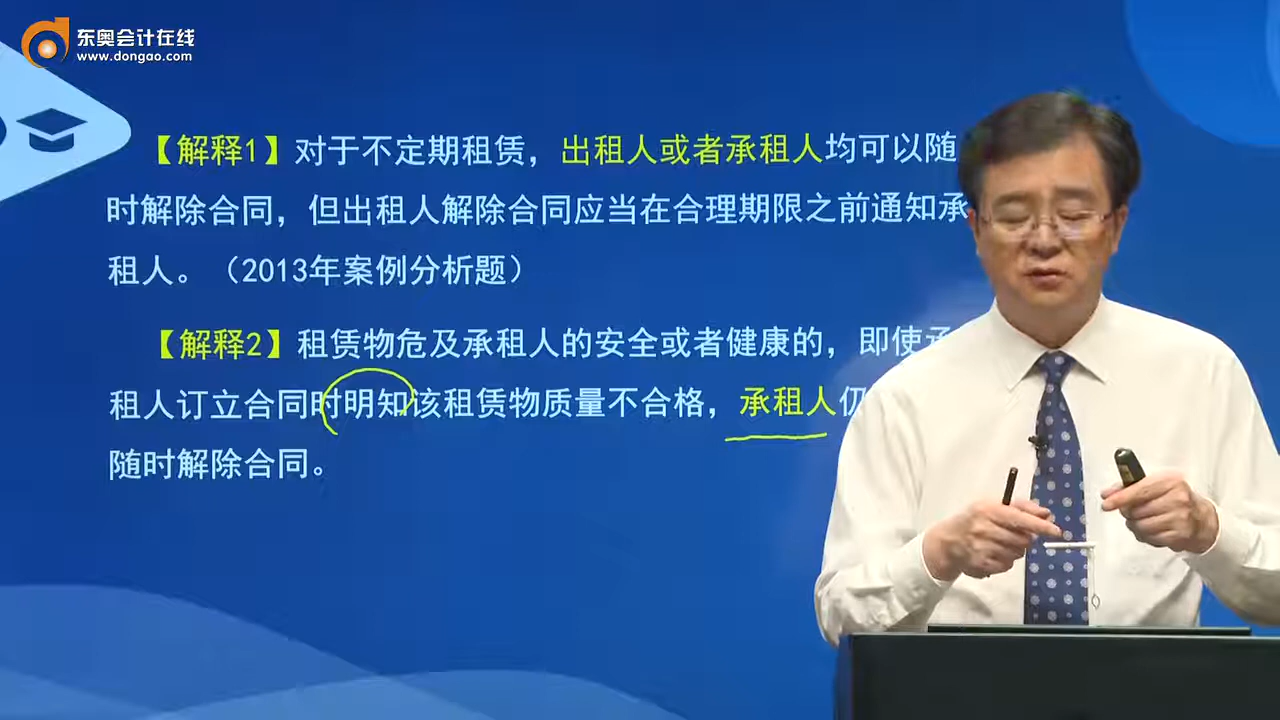 东奥会计在线
www.dongao.com
【解释1】对于不定期租赁，出租人或者承租人均可以随
时解除合同，但出租人解除合同应当在合理期限之前通知承
租人。（2013年案例分析题）
【解释2】租赁物危及承租人的安全或者健康的，即使承
租人订立合同时明知该租赁物质量不合格，承租人仍
随时解除合同。